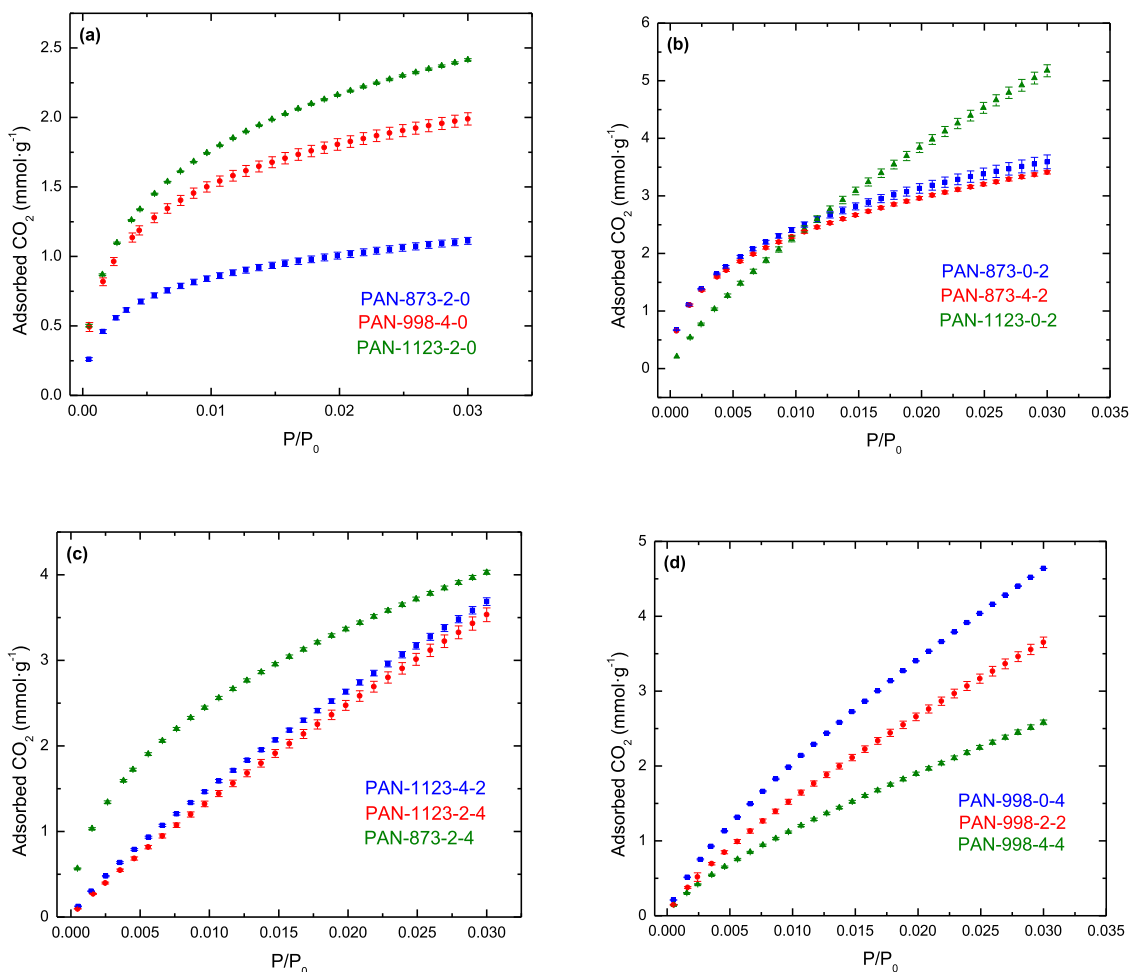 (a)
2.5
2.0
1.5
1.0
0.5
0.0
Adsorbed CO₂ (mmol·g⁻¹)
PAN-873-2-0
PAN-998-4-0
PAN-1123-2-0
0.00 0.01 0.02 0.03
P/P₀
(b)
6
5
4
3
2
1
0
Adsorbed CO₂ (mmol·g⁻¹)
PAN-873-0-2
PAN-873-4-2
PAN-1123-0-2
0.000 0.005 0.010 0.015 0.020 0.025 0.030 0.035
P/P₀
(c)
4
3
2
1
0
Adsorbed CO₂ (mmol·g⁻¹)
PAN-1123-4-2
PAN-1123-2-4
PAN-873-2-4
0.000 0.005 0.010 0.015 0.020 0.025 0.030
P/P₀
(d)
5
4
3
2
1
0
Adsorbed CO₂ (mmol·g⁻¹)
PAN-998-0-4
PAN-998-2-2
PAN-998-4-4
0.000 0.005 0.010 0.015 0.020 0.025 0.030 0.035
P/P₀